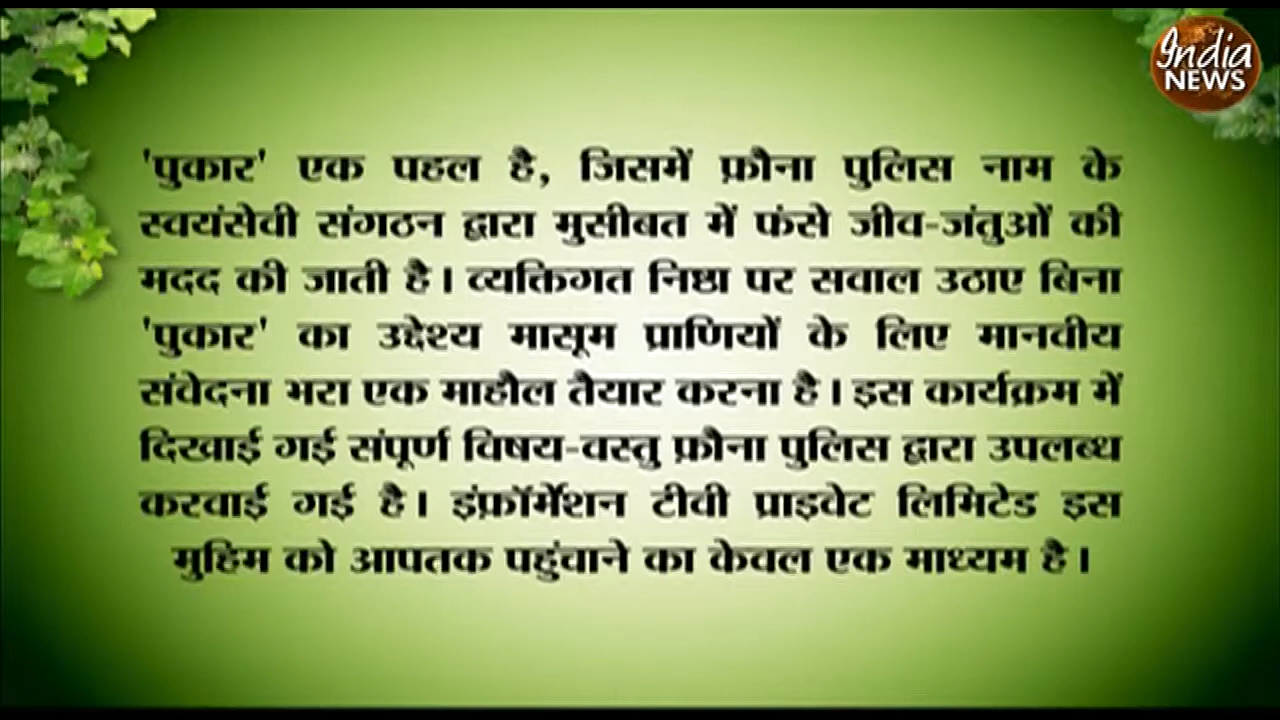 India
NEWS
'पुकार' एक पहल है, जिसमें फ़ौना पुलिस नाम के
स्वयंसेवी संगठन द्वारा मुसीबत में फंसे जीव-जंतुओं की
मदद की जाती है। व्यक्तिगत निष्ठा पर सवाल उठाए बिना
'पुकार' का उद्देश्य मासूम प्राणियों के लिए मानवीय
संवेदना भरा एक माहौल तैयार करना है। इस कार्यक्रम में
दिखाई गई संपूर्ण विषय-वस्तु फ़ौना पुलिस द्वारा उपलब्ध
करवाई गई है। इंफ़ॉर्मेशन टीवी प्राइवेट लिमिटेड इस
मुहिम को आपतक पहुंचाने का केवल एक माध्यम है।